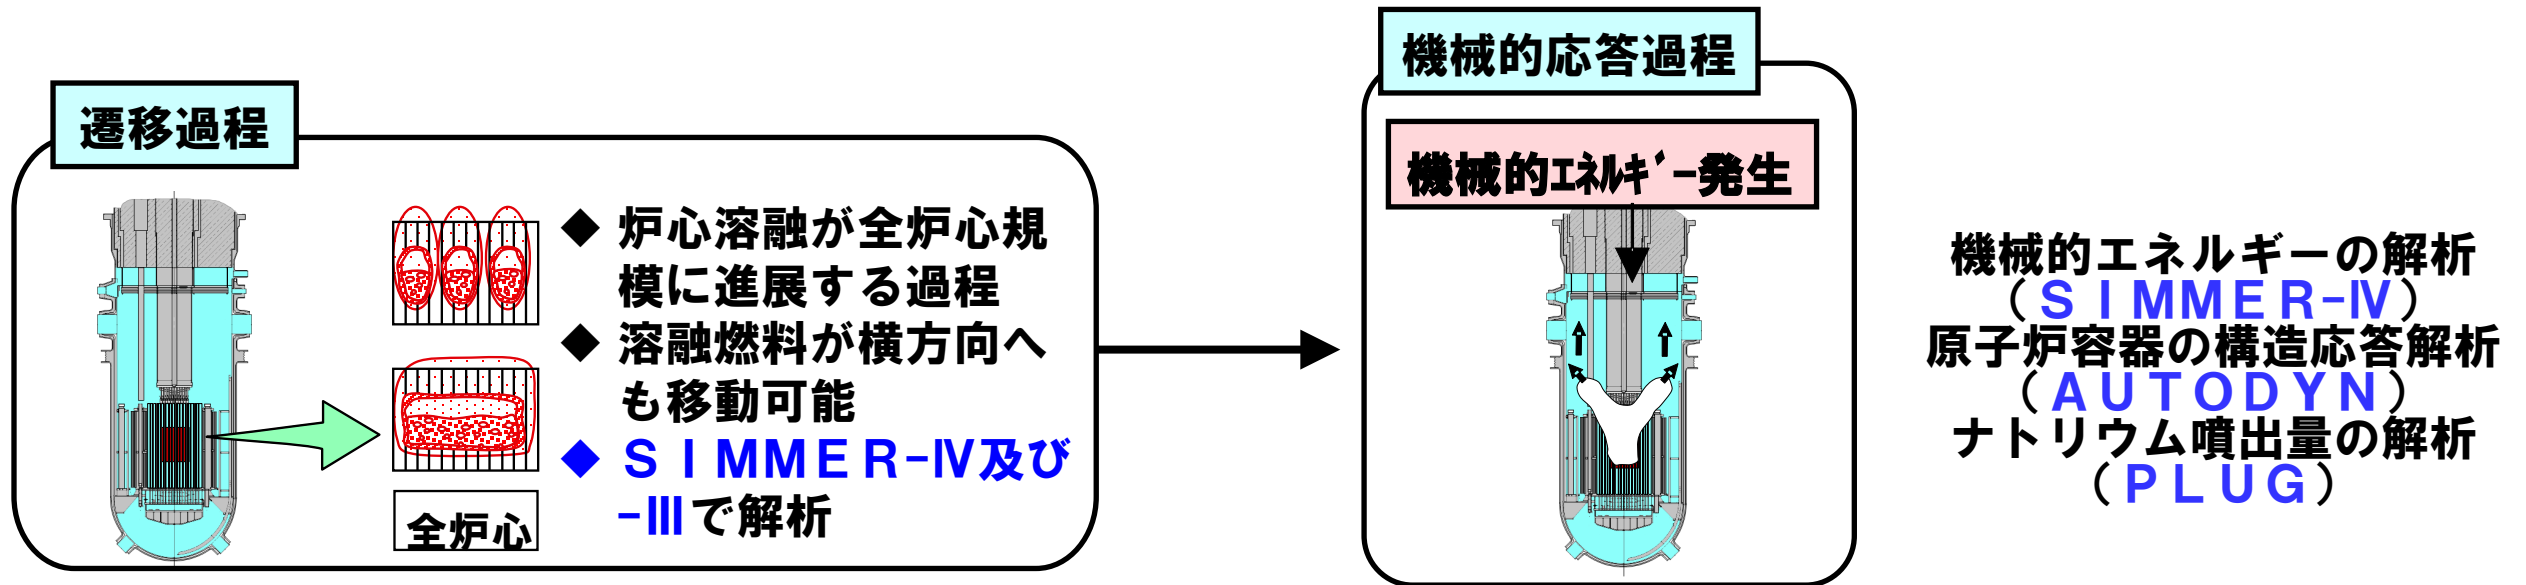 遷移過程
◆ 炉心溶融が全炉心規
模に進展する過程
◆ 溶融燃料が横方向へ
も移動可能
◆ ＳＩＭＭＥＲ-Ⅳ及び
-Ⅲで解析
全炉心
機械的応答過程
機械的ｴﾈﾙｷﾞｰ発生
機械的エネルギーの解析
（ＳＩＭＭＥＲ-Ⅳ）
原子炉容器の構造応答解析
（ＡＵＴＯＤＹＮ）
ナトリウム噴出量の解析
（ＰＬＵＧ）